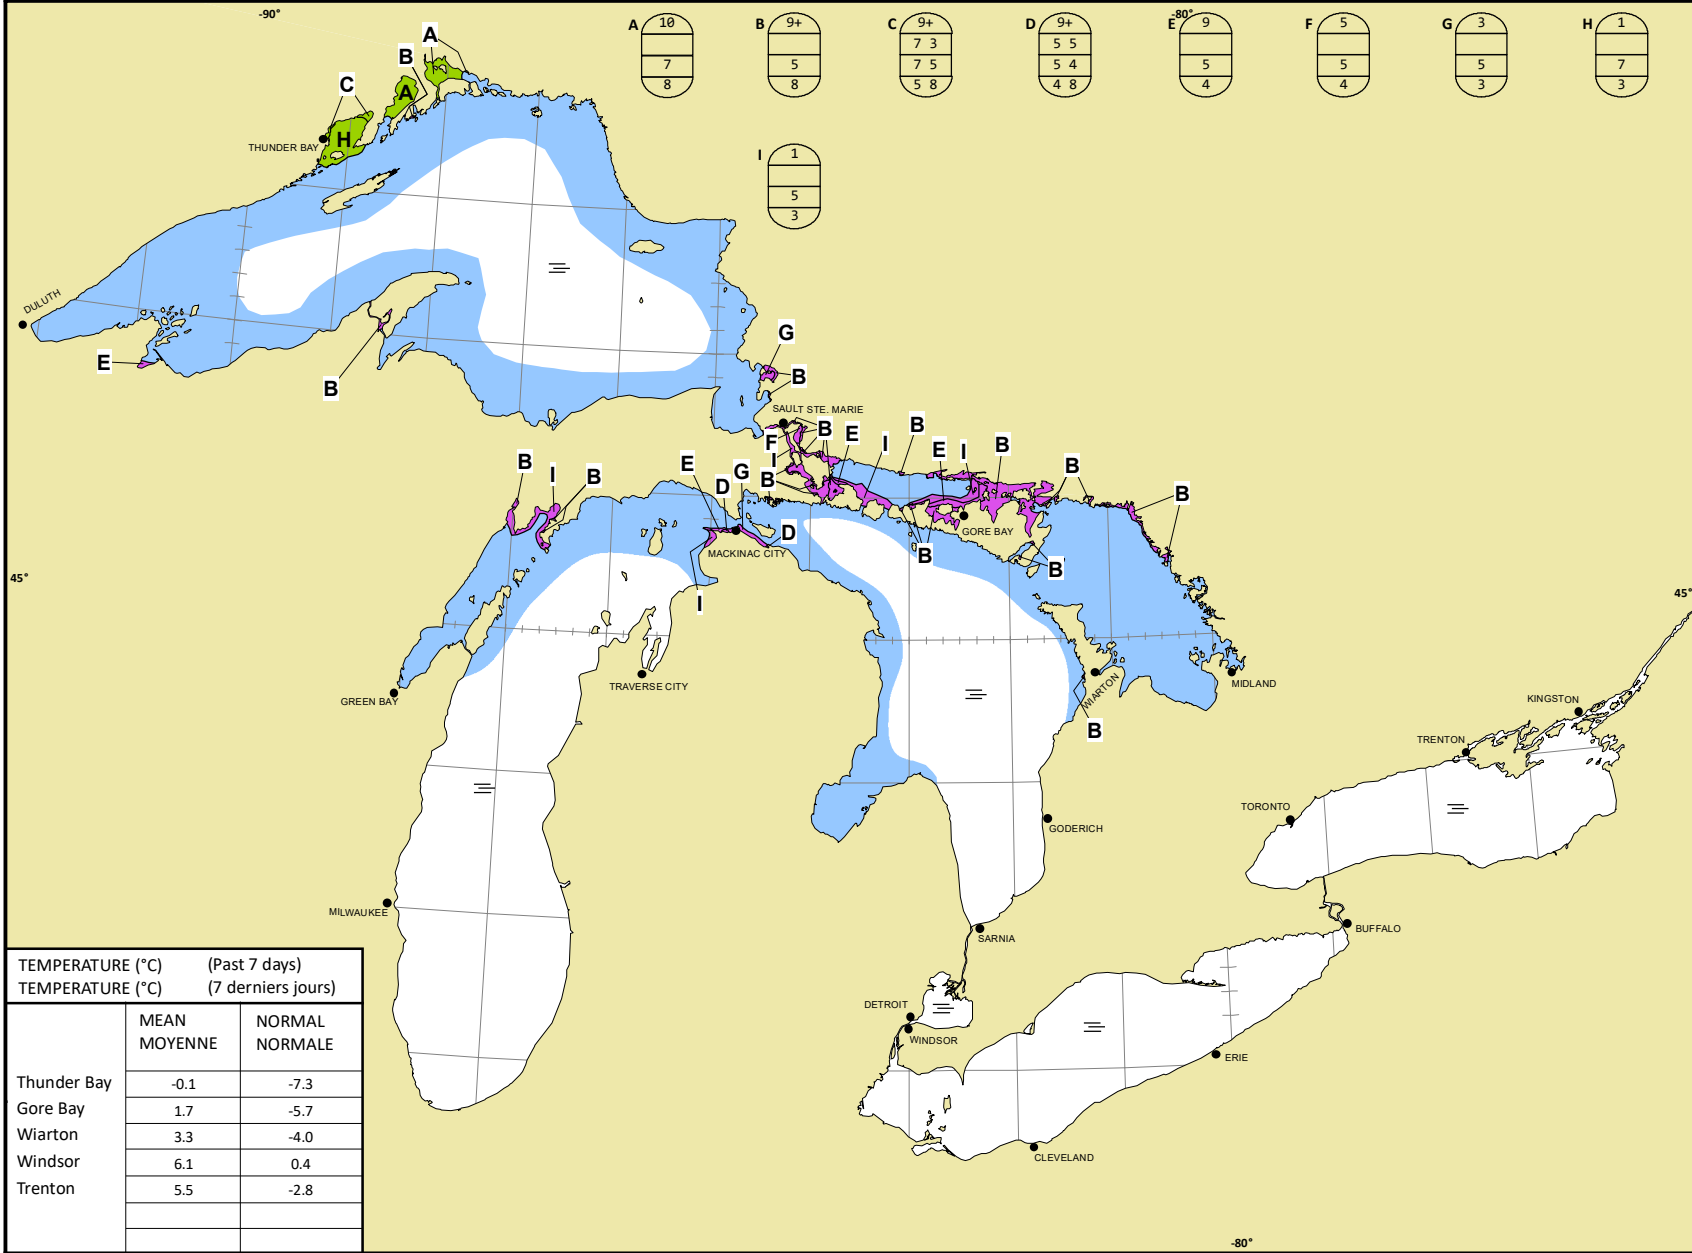 -90°
-80°
A
10
7
8
B
9+
5
8
C
9+
7 3
7 5
5 8
D
9+
5 5
5 4
4 8
E
9
5
4
F
5
5
4
G
3
5
3
H
1
7
3
I
1
5
3
A
B
C
A
H
THUNDER BAY
DULUTH
E
B
G
B
SAULT STE. MARIE
F
B
E
I
B
E
I
B
B
B
I
B
B
I
B
E
D
G
D
MACKINAC CITY
I
GORE BAY
B
B
45°
45°
GREEN BAY
TRAVERSE CITY
WIARTON
B
MIDLAND
KINGSTON
TRENTON
TORONTO
GODERICH
MILWAUKEE
SARNIA
BUFFALO
DETROIT
WINDSOR
ERIE
CLEVELAND
-80°
TEMPERATURE (°C) (Past 7 days)
TEMPERATURE (°C) (7 derniers jours)
MEAN NORMAL
MOYENNE NORMALE
Thunder Bay -0.1 -7.3
Gore Bay 1.7 -5.7
Wiarton 3.3 -4.0
Windsor 6.1 0.4
Trenton 5.5 -2.8